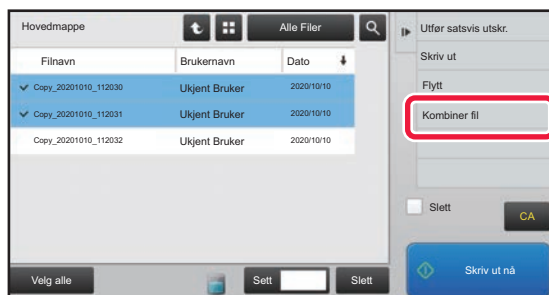 Hovedmappe
Alle Filer
Filnavn Brukernavn Dato
Copy_20201010_112030 Ukjent Bruker 2020/10/10
Copy_20201010_112031 Ukjent Bruker 2020/10/10
Copy_20201010_112032 Ukjent Bruker 2020/10/10
Velg alle
Sett
Slett
Utfør satsvis utskr.
Skriv ut
Flytt
Kombiner fil
Slett
CA
Skriv ut nå